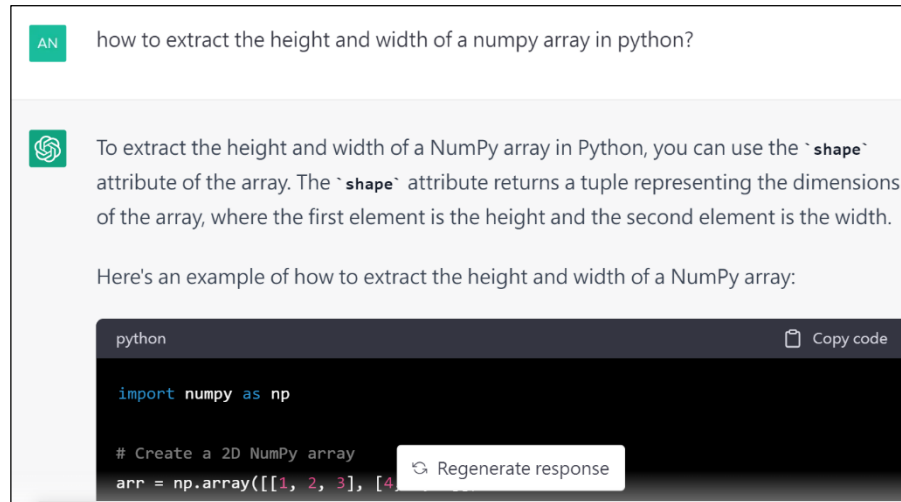 AN
how to extract the height and width of a numpy array in python?
To extract the height and width of a NumPy array in Python, you can use the `shape`
attribute of the array. The `shape` attribute returns a tuple representing the dimensions
of the array, where the first element is the height and the second element is the width.
Here's an example of how to extract the height and width of a NumPy array:
python
Copy code
import numpy as np
# Create a 2D NumPy array
arr = np.array([[1, 2, 3], [4,
Regenerate response